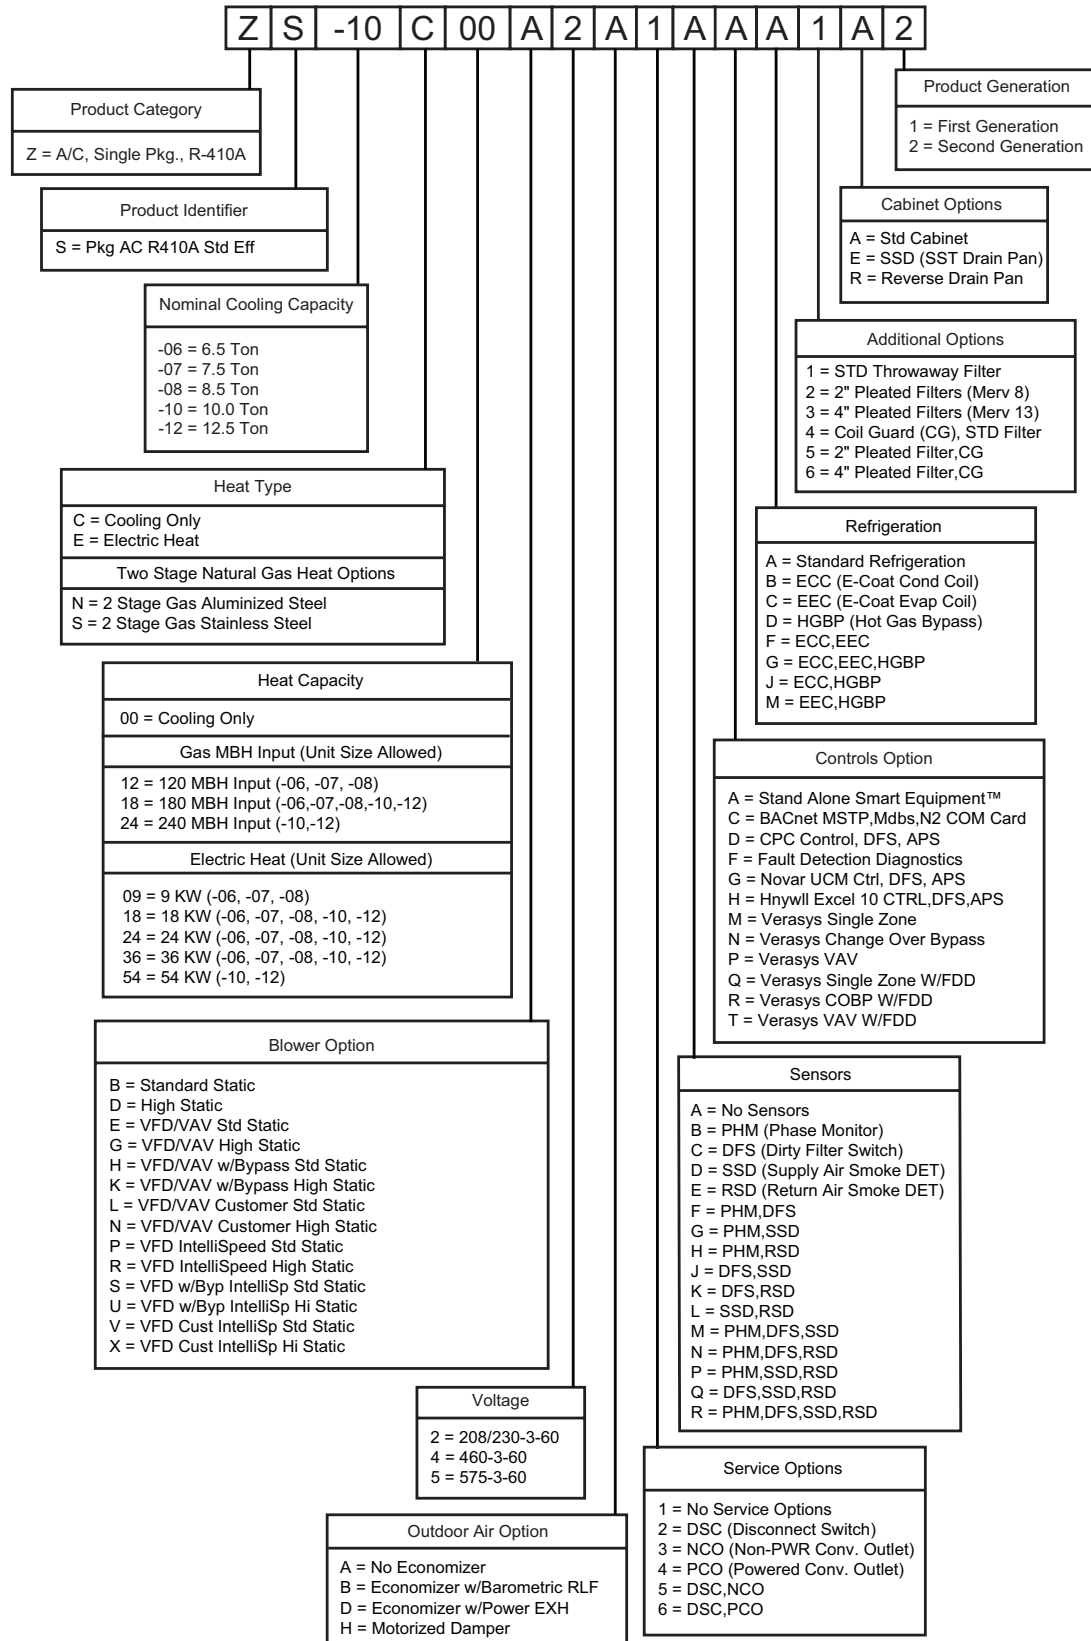 Z S -10 C 00 A 2 A 1 A A A 1 A 2
Product Category
Z = A/C, Single Pkg., R-410A
Product Identifier
S = Pkg AC R410A Std Eff
Nominal Cooling Capacity
-06 = 6.5 Ton
-07 = 7.5 Ton
-08 = 8.5 Ton
-10 = 10.0 Ton
-12 = 12.5 Ton
Heat Type
C = Cooling Only
E = Electric Heat
Two Stage Natural Gas Heat Options
N = 2 Stage Gas Aluminized Steel
S = 2 Stage Gas Stainless Steel
Heat Capacity
00 = Cooling Only
Gas MBH Input (Unit Size Allowed)
12 = 120 MBH Input (-06, -07, -08)
18 = 180 MBH Input (-06,-07,-08,-10,-12)
24 = 240 MBH Input (-10,-12)
Electric Heat (Unit Size Allowed)
09 = 9 KW (-06, -07, -08)
18 = 18 KW (-06, -07, -08, -10, -12)
24 = 24 KW (-06, -07, -08, -10, -12)
36 = 36 KW (-06, -07, -08, -10, -12)
54 = 54 KW (-10, -12)
Blower Option
B = Standard Static
D = High Static
E = VFD/VAV Std Static
G = VFD/VAV High Static
H = VFD/VAV w/Bypass Std Static
K = VFD/VAV w/Bypass High Static
L = VFD/VAV Customer Std Static
N = VFD/VAV Customer High Static
P = VFD IntelliSpeed Std Static
R = VFD IntelliSpeed High Static
S = VFD w/Byp IntelliSp Std Static
U = VFD w/Byp IntelliSp Hi Static
V = VFD Cust IntelliSp Std Static
X = VFD Cust IntelliSp Hi Static
Voltage
2 = 208/230-3-60
4 = 460-3-60
5 = 575-3-60
Outdoor Air Option
A = No Economizer
B = Economizer w/Barometric RLF
D = Economizer w/Power EXH
H = Motorized Damper
Product Generation
1 = First Generation
2 = Second Generation
Cabinet Options
A = Std Cabinet
E = SSD (SST Drain Pan)
R = Reverse Drain Pan
Additional Options
1 = STD Throwaway Filter
2 = 2" Pleated Filters (Merv 8)
3 = 4" Pleated Filters (Merv 13)
4 = Coil Guard (CG), STD Filter
5 = 2" Pleated Filter,CG
6 = 4" Pleated Filter,CG
Refrigeration
A = Standard Refrigeration
B = ECC (E-Coat Cond Coil)
C = EEC (E-Coat Evap Coil)
D = HGBP (Hot Gas Bypass)
F = ECC,EEC
G = ECC,EEC,HGBP
J = ECC,HGBP
M = EEC,HGBP
Controls Option
A = Stand Alone Smart Equipment™
C = BACnet MSTP,Mdbs,N2 COM Card
D = CPC Control, DFS, APS
F = Fault Detection Diagnostics
G = Novar UCM Ctrl, DFS, APS
H = Hnywll Excel 10 CTRL,DFS,APS
M = Verasys Single Zone
N = Verasys Change Over Bypass
P = Verasys VAV
Q = Verasys Single Zone W/FDD
R = Verasys COBP W/FDD
T = Verasys VAV W/FDD
Sensors
A = No Sensors
B = PHM (Phase Monitor)
C = DFS (Dirty Filter Switch)
D = SSD (Supply Air Smoke DET)
E = RSD (Return Air Smoke DET)
F = PHM,DFS
G = PHM,SSD
H = PHM,RSD
J = DFS,SSD
K = DFS,RSD
L = SSD,RSD
M = PHM,DFS,SSD
N = PHM,DFS,RSD
P = PHM,SSD,RSD
Q = DFS,SSD,RSD
R = PHM,DFS,SSD,RSD
Service Options
1 = No Service Options
2 = DSC (Disconnect Switch)
3 = NCO (Non-PWR Conv. Outlet)
4 = PCO (Powered Conv. Outlet)
5 = DSC,NCO
6 = DSC,PCO